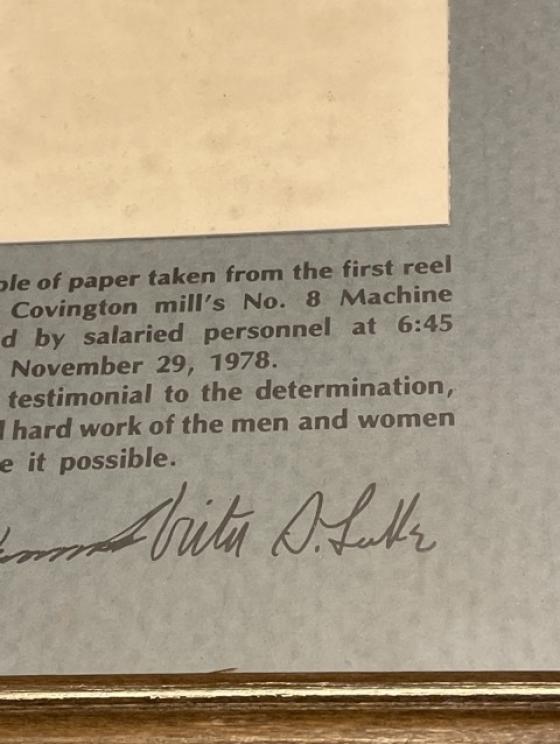 ple of paper taken from the first reel
Covington mill's No. 8 Machine
d by salaried personnel at 6:45
November 29, 1978.
testimonial to the determination,
hard work of the men and women
e it possible.
D. Luke